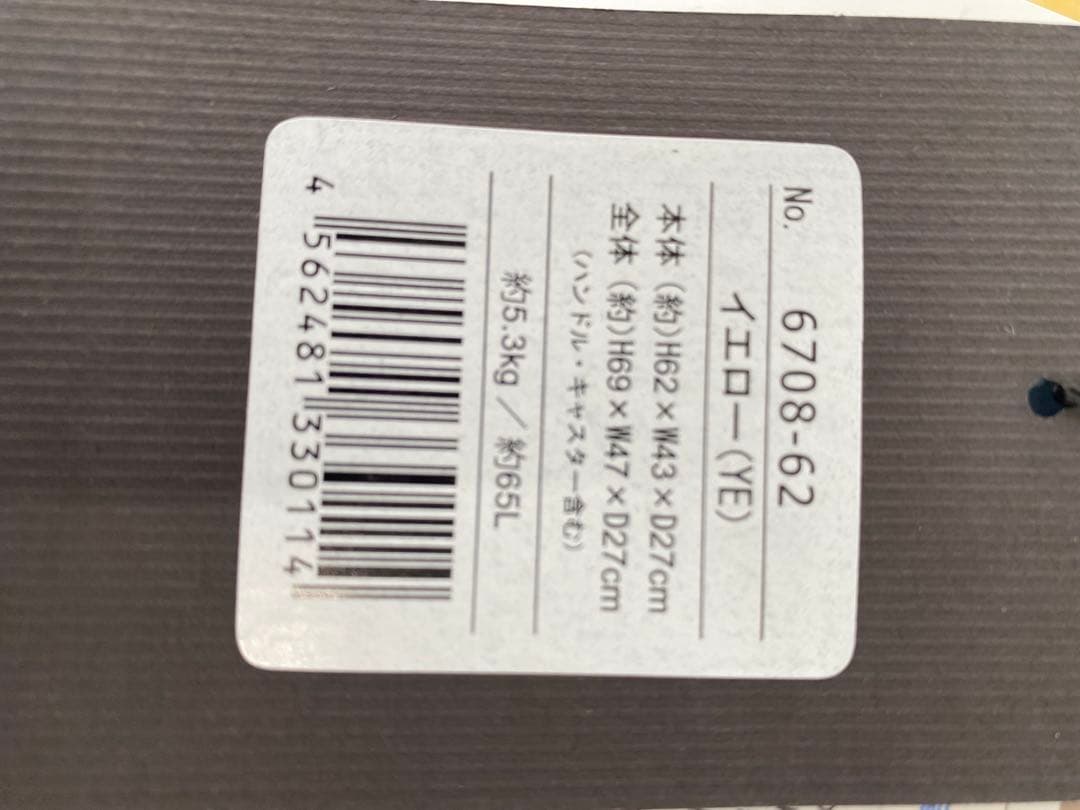 No. 6708-62
イエロー(YE)
本体 (約)H62×W43×D27cm
全体 (約)H69×W47×D27cm
(ハンドル・キャスター含む)
約5.3kg / 約65L
4 562481 330114